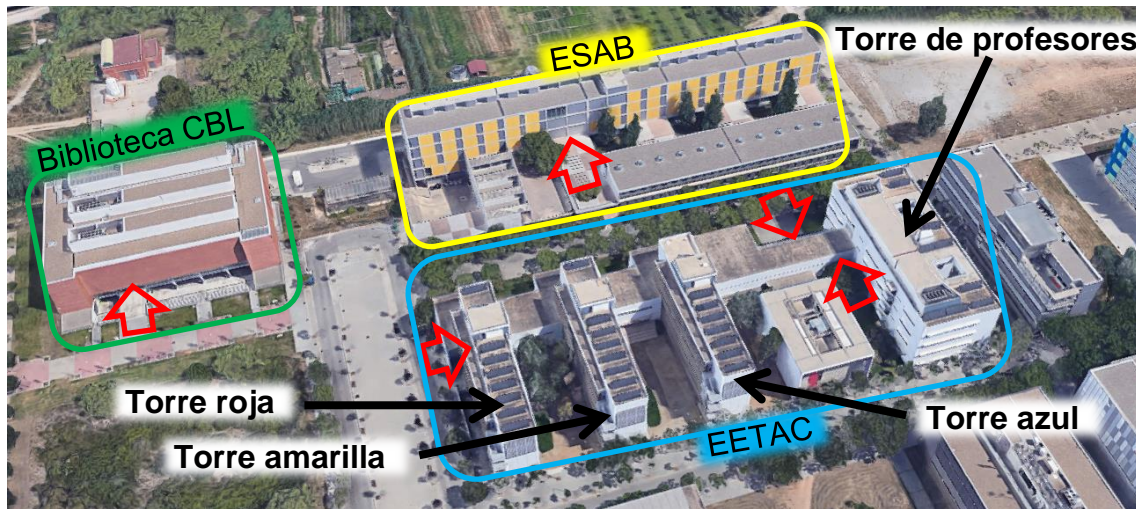 Torre de profesores
ESAB
Biblioteca CBL
Torre roja
Torre amarilla
Torre azul
EETAC